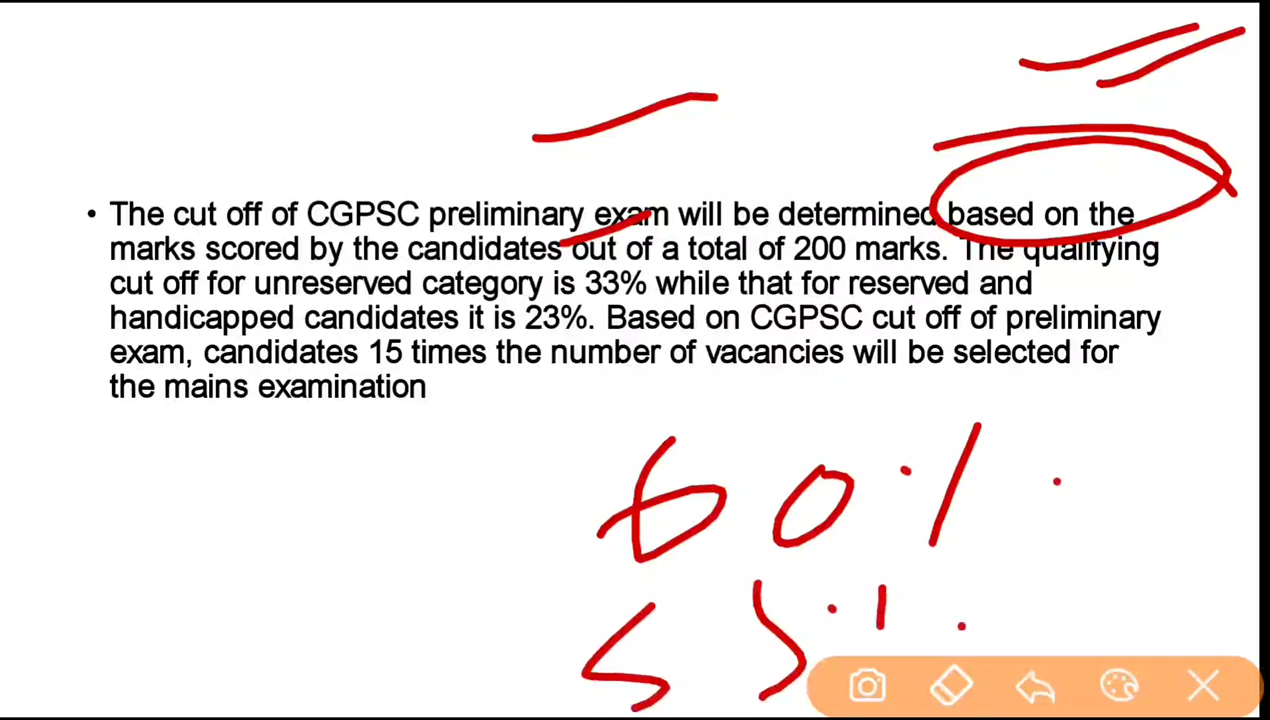 • The cut off of CGPSC preliminary exam will be determined based on the
marks scored by the candidates out of a total of 200 marks. The qualifying
cut off for unreserved category is 33% while that for reserved and
handicapped candidates it is 23%. Based on CGPSC cut off of preliminary
exam, candidates 15 times the number of vacancies will be selected for
the mains examination
60%
55%